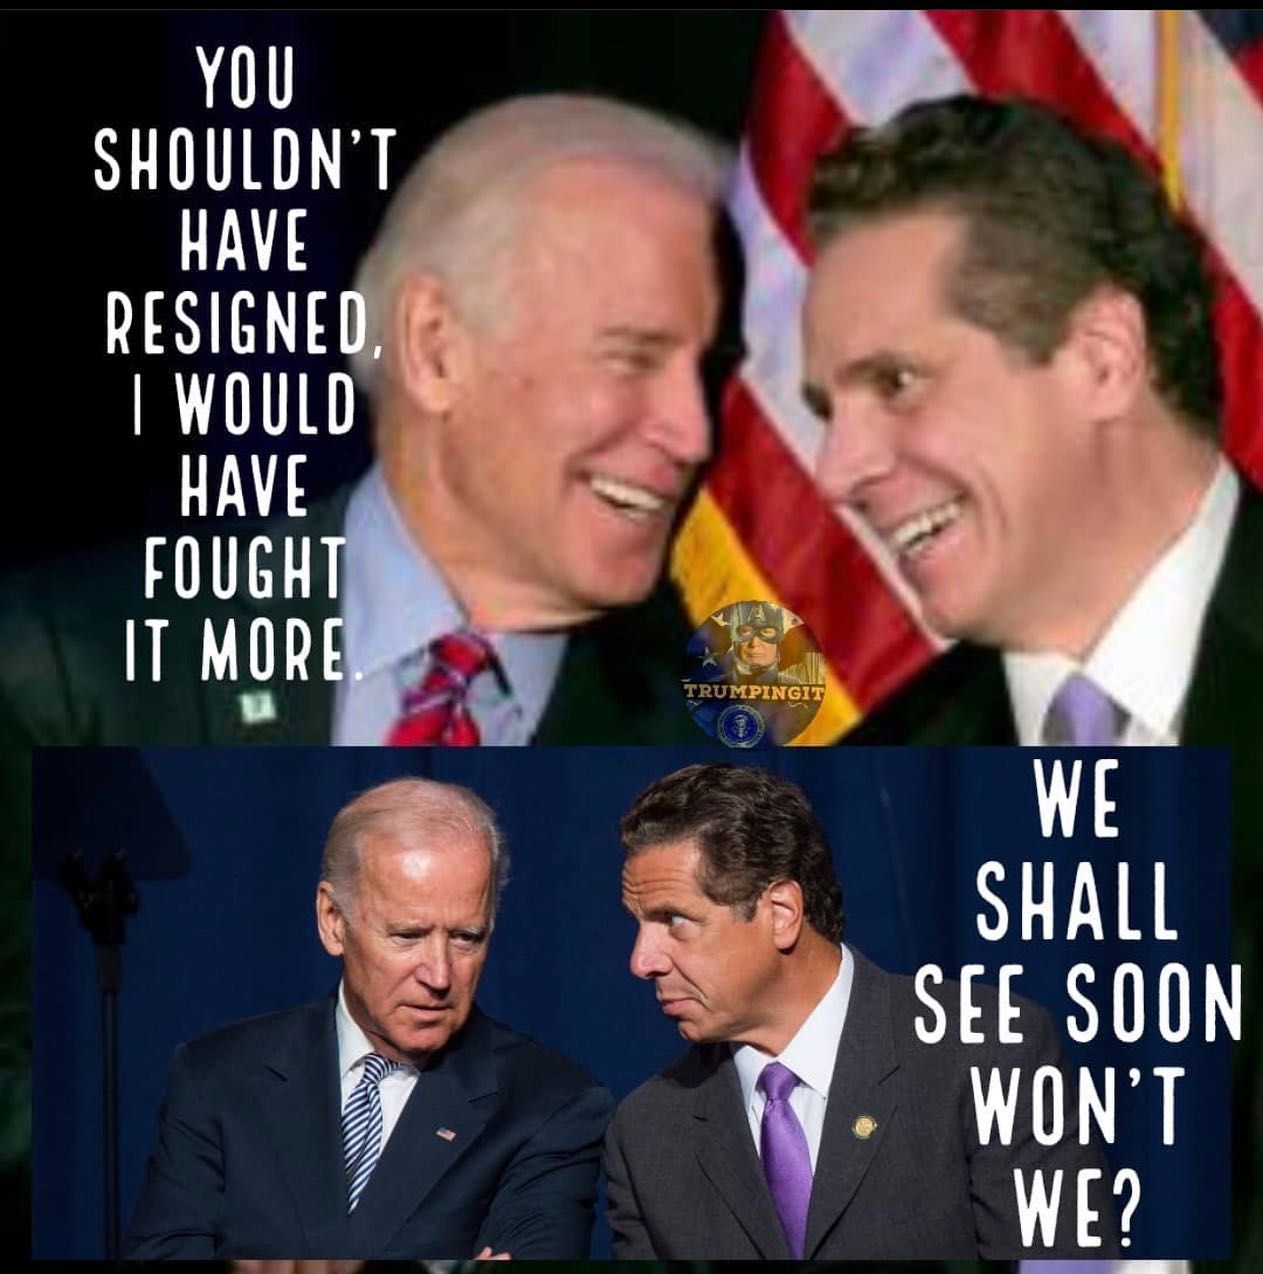 YOU
SHOULDN'T
HAVE
RESIGNED,
I WOULD
HAVE
FOUGHT
IT MORE.
TRUMPINGIT
WE
SHALL
SEE SOON
WON'T
WE?